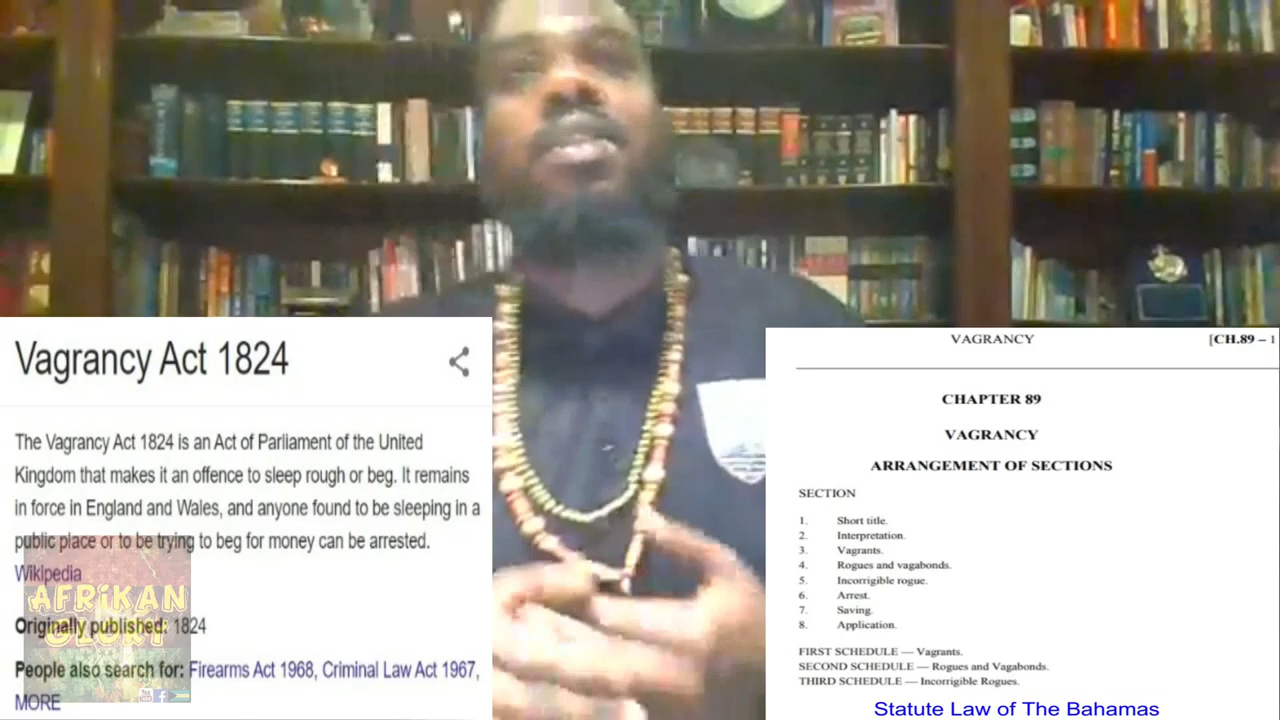 Vagrancy Act 1824
The Vagrancy Act 1824 is an Act of Parliament of the United
Kingdom that makes it an offence to sleep rough or beg. It remains
in force in England and Wales, and anyone found to be sleeping in a
public place or to be trying to beg for money can be arrested.
Wikipedia
Originally published: 1824
People also search for: Firearms Act 1968, Criminal Law Act 1967,
MORE
AFRIKAN
GLORY
VAGRANCY [CH.89 – 1
CHAPTER 89
VAGRANCY
ARRANGEMENT OF SECTIONS
SECTION
1. Short title.
2. Interpretation.
3. Vagrants.
4. Rogues and vagabonds.
5. Incorrigible rogue.
6. Arrest.
7. Saving.
8. Application.
FIRST SCHEDULE — Vagrants.
SECOND SCHEDULE — Rogues and Vagabonds.
THIRD SCHEDULE — Incorrigible Rogues.
Statute Law of The Bahamas